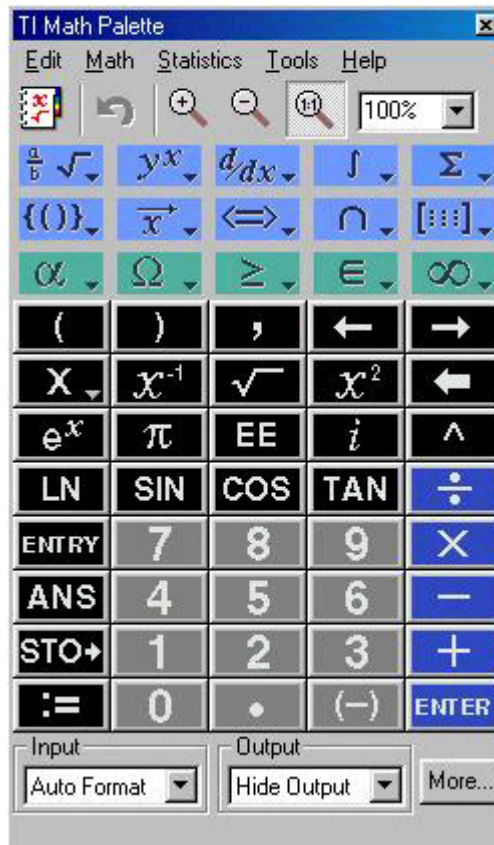 TI Math Palette
Edit Math Statistics Tools Help
1:1 100%
a/b √ yˣ d/dx ∫ Σ
{()} x⃗ ⇔ ∩ [⁝⁝⁝]
α Ω ≥ ∈ ∞
( ) , ← →
X x⁻¹ √ x² ⬅
eˣ π EE i ^
LN SIN COS TAN ÷
ENTRY 7 8 9 ×
ANS 4 5 6 −
STO→ 1 2 3 +
:= 0 . (−) ENTER
Input Output
Auto Format Hide Output More...